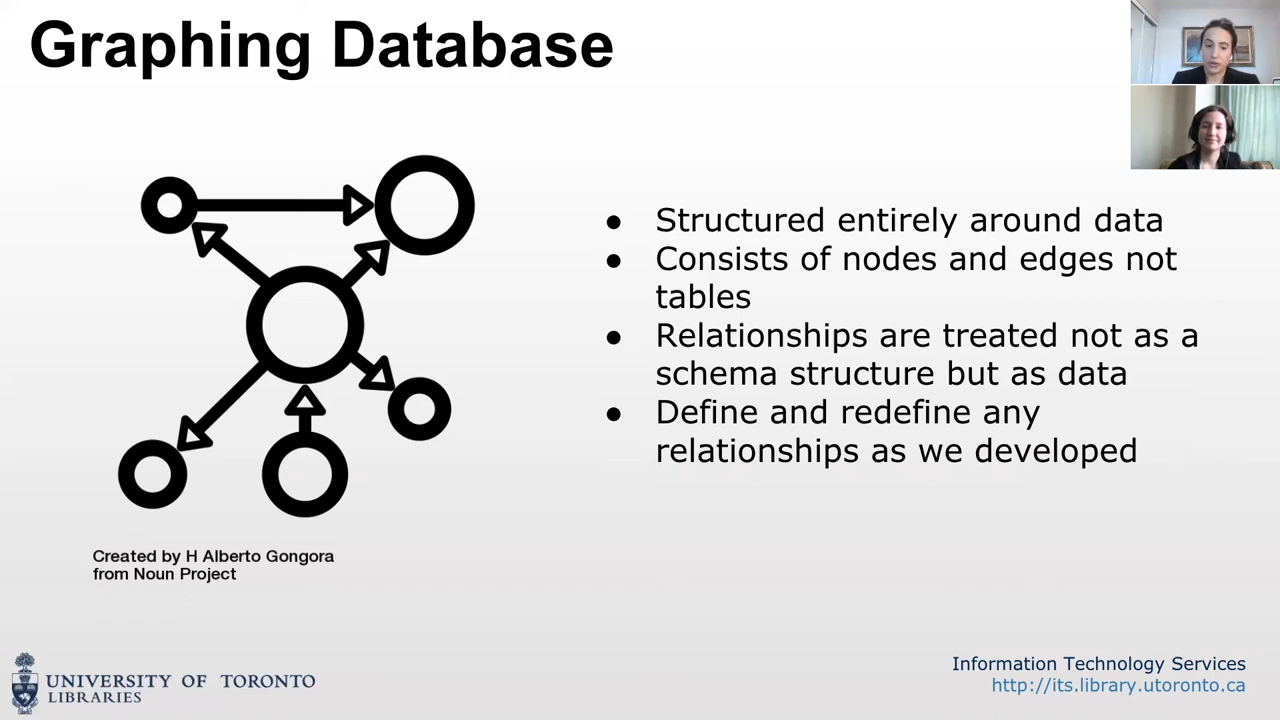 Graphing Database
● Structured entirely around data
● Consists of nodes and edges not
tables
● Relationships are treated not as a
schema structure but as data
● Define and redefine any
relationships as we developed
Created by H Alberto Gongora
from Noun Project
UNIVERSITY OF TORONTO
LIBRARIES
Information Technology Services
http://its.library.utoronto.ca